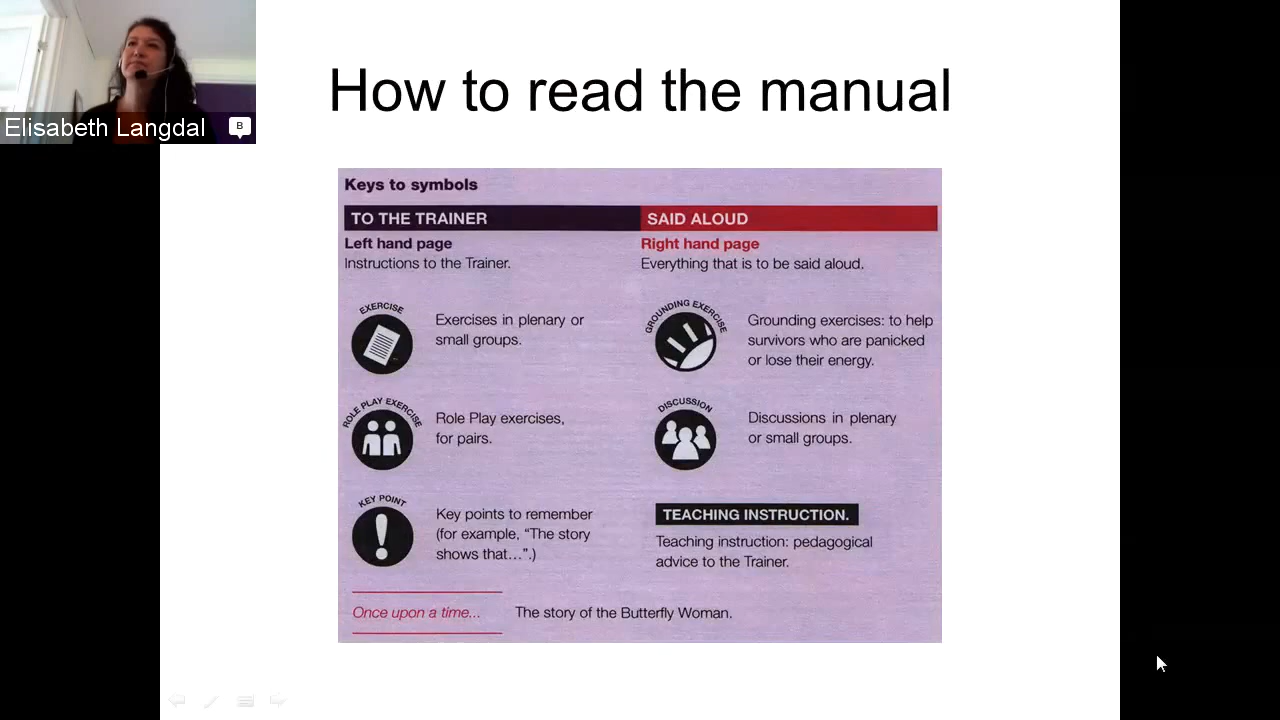 Elisabeth Langdal
B
How to read the manual
Keys to symbols
TO THE TRAINER
SAID ALOUD
Left hand page
Right hand page
Instructions to the Trainer.
Everything that is to be said aloud.
EXERCISE
Exercises in plenary or
small groups.
GROUNDING EXERCISE
Grounding exercises: to help
survivors who are panicked
or lose their energy.
ROLE PLAY EXERCISE
Role Play exercises,
for pairs.
DISCUSSION
Discussions in plenary
or small groups.
KEY POINT
Key points to remember
(for example, “The story
shows that...”.)
TEACHING INSTRUCTION.
Teaching instruction: pedagogical
advice to the Trainer.
Once upon a time...
The story of the Butterfly Woman.